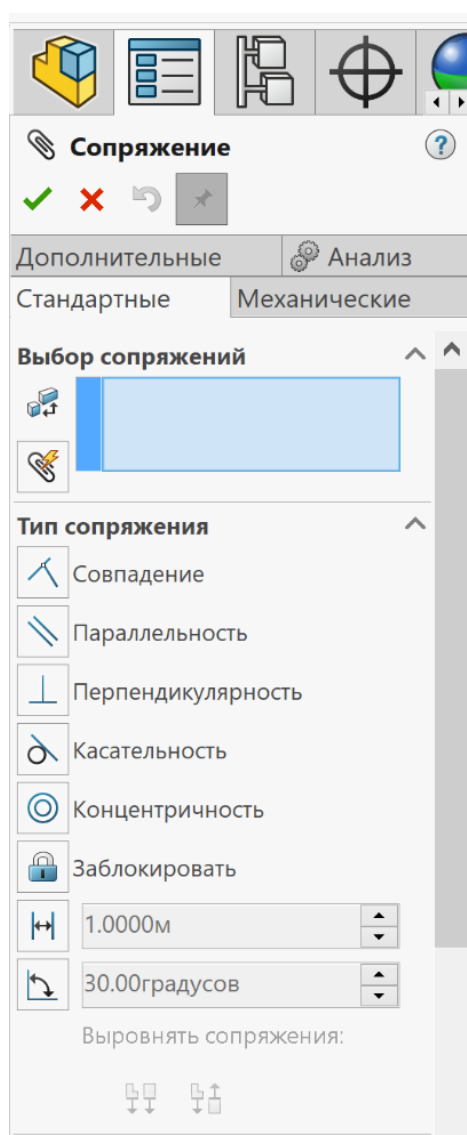 Сопряжение
?
Дополнительные Анализ
Стандартные Механические
Выбор сопряжений
Тип сопряжения
Совпадение
Параллельность
Перпендикулярность
Касательность
Концентричность
Заблокировать
1.0000м
30.00градусов
Выровнять сопряжения: